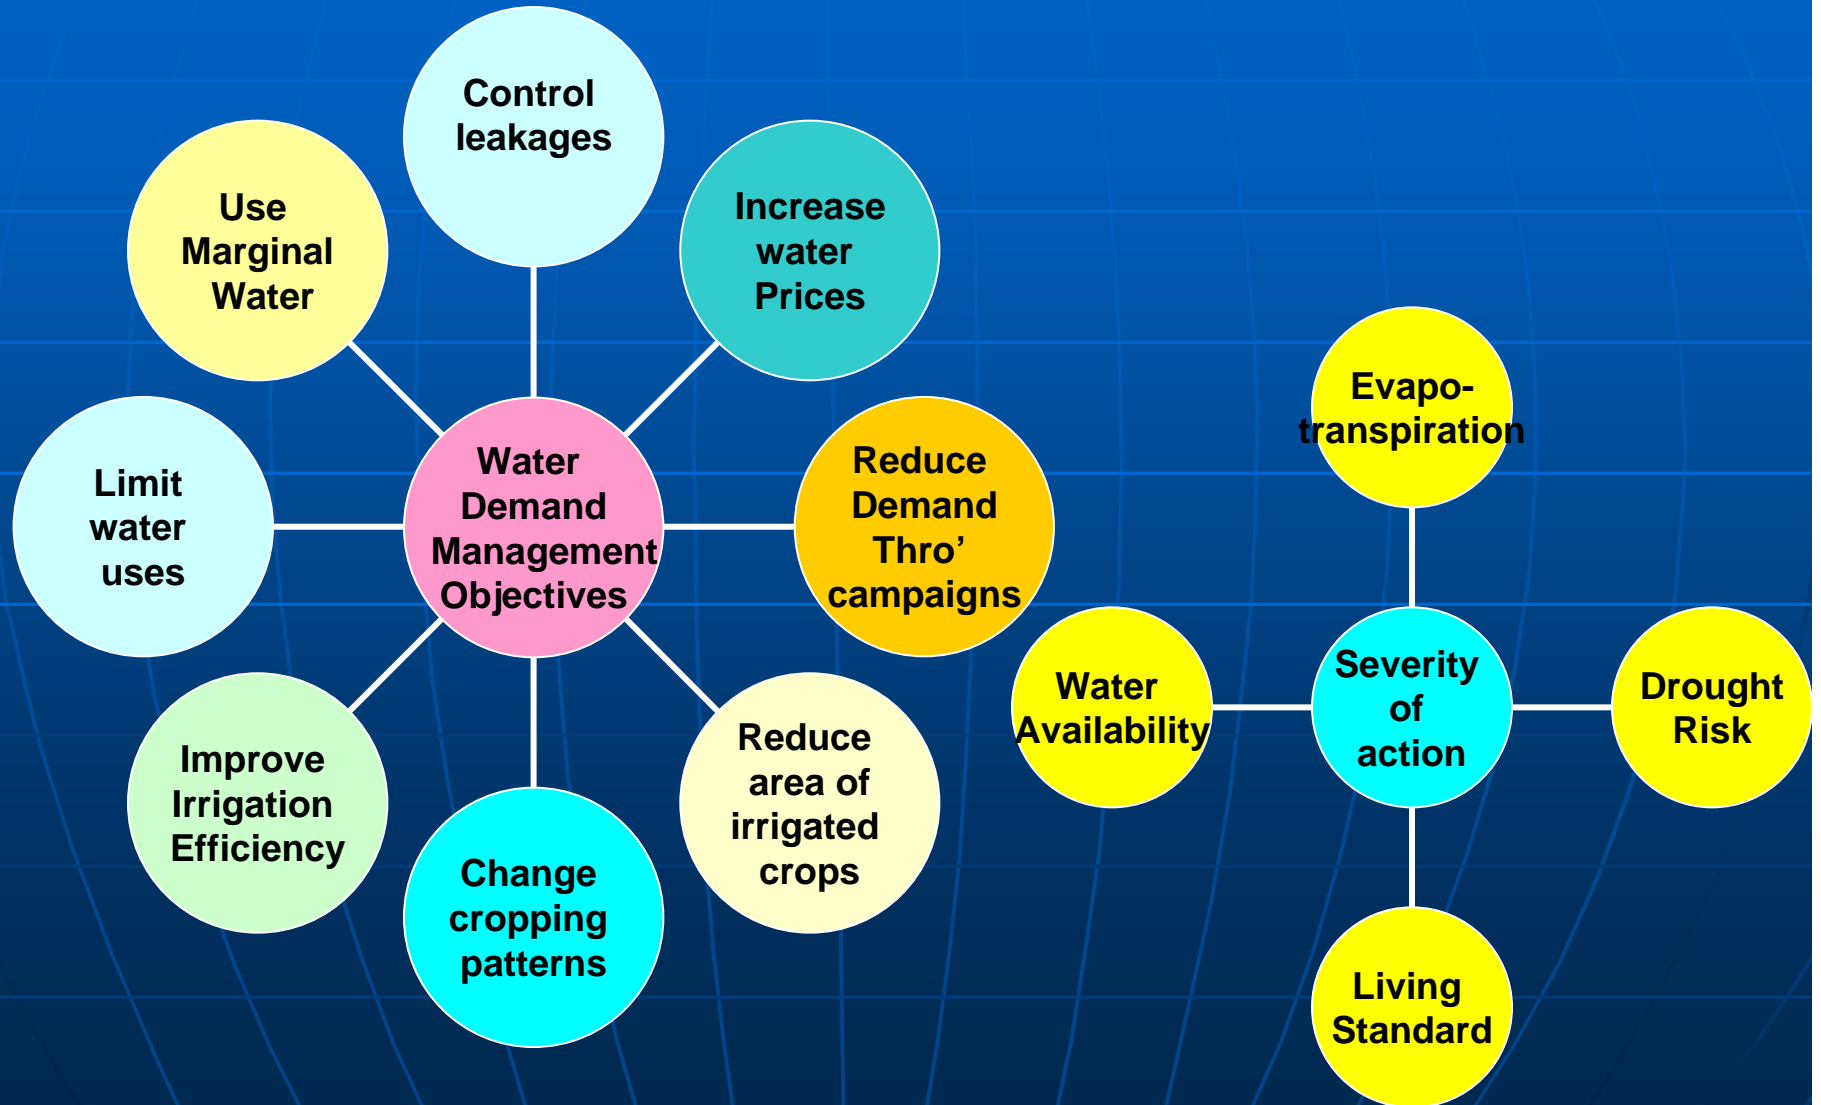 Control
leakages
Use
Marginal
Water
Increase
water
Prices
Limit
water
uses
Water
Demand
Management
Objectives
Reduce
Demand
Thro’
campaigns
Improve
Irrigation
Efficiency
Change
cropping
patterns
Reduce
area of
irrigated
crops
Evapo-
transpiration
Water
Availability
Severity
of
action
Drought
Risk
Living
Standard